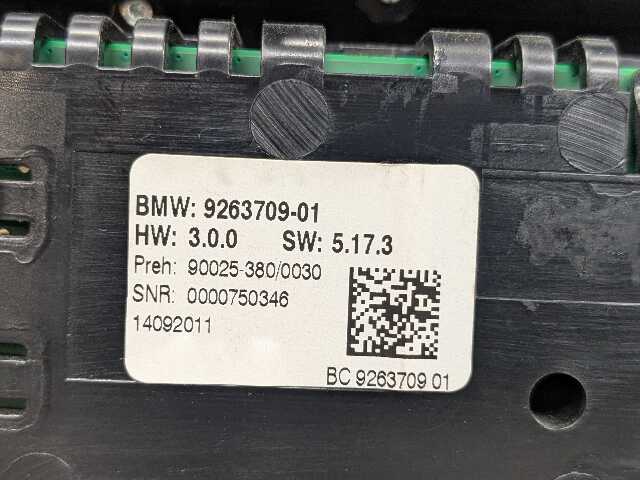 BMW: 9263709-01
HW: 3.0.0 SW: 5.17.3
Preh: 90025-380/0030
SNR: 0000750346
14092011
BC 9263709 01